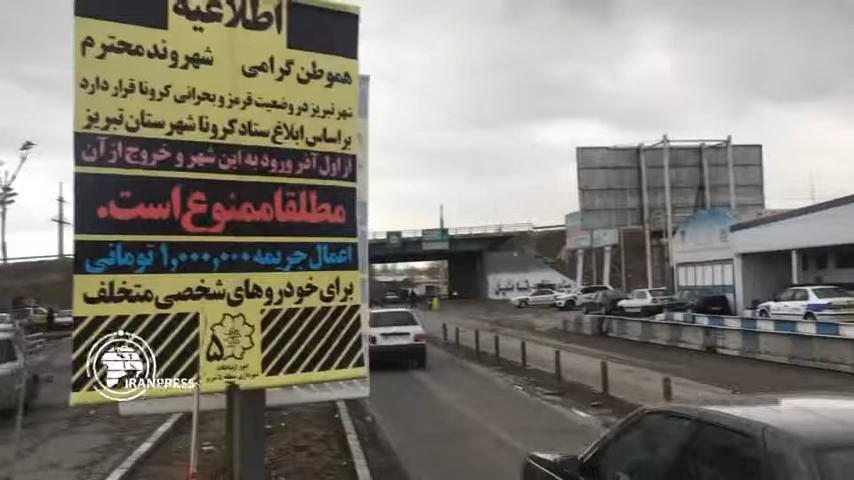 اطلاعیه
هموطن گرامی شهروند محترم
شهر تبریز در وضعیت قرمز و بحرانی کرونا قرار دارد
بر اساس ابلاغ ستاد کرونا شهرستان تبریز
از اول آذر ورود به این شهر و خروج از آن
مطلقا ممنوع است.
اعمال جریمه ۱,۰۰۰,۰۰۰ تومانی
برای خودروهای شخصی متخلف
۵
IRANPRESS